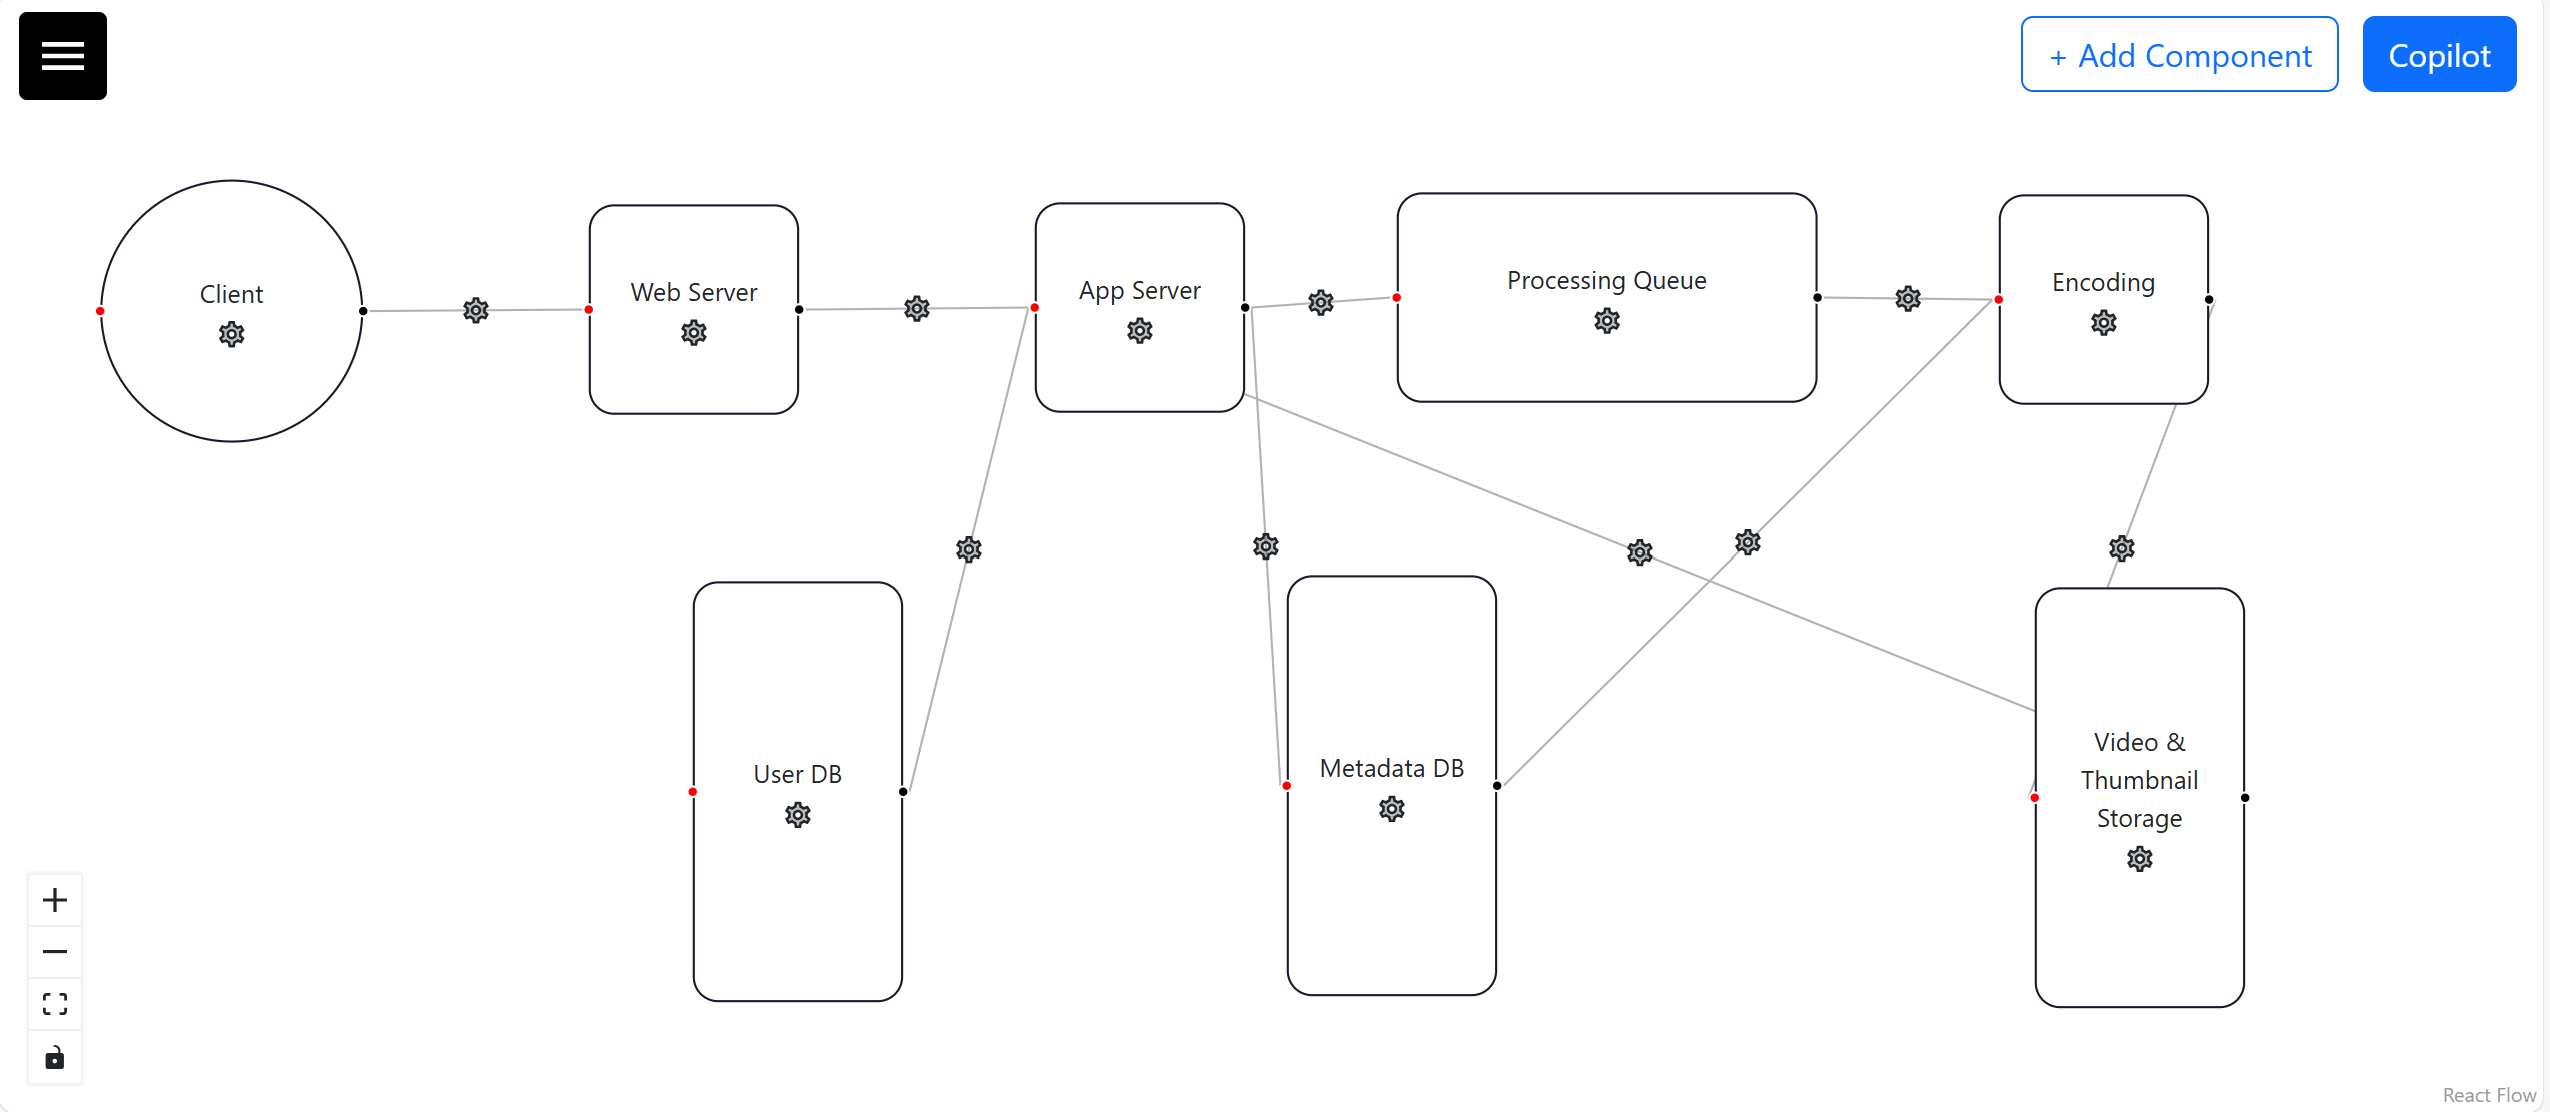 + Add Component
Copilot
Client
Web Server
App Server
Processing Queue
Encoding
User DB
Metadata DB
Video &
Thumbnail
Storage
React Flow